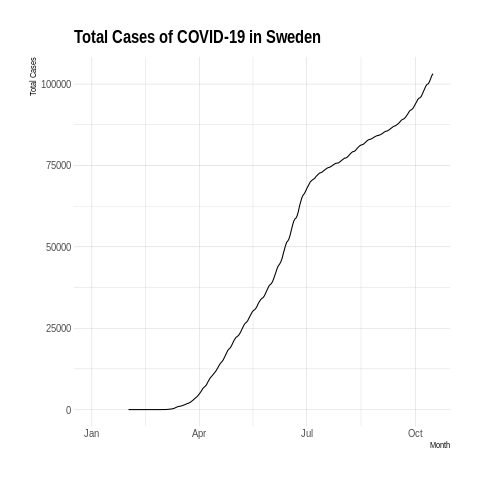 Total Cases of COVID-19 in Sweden
Total Cases
100000
75000
50000
25000
0
Jan Apr Jul Oct
Month